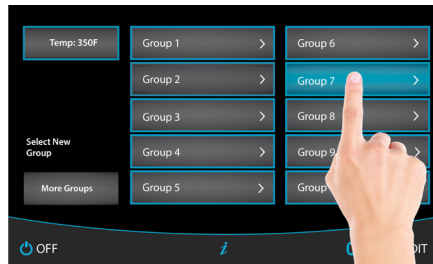 Temp: 350F
Group 1
Group 2
Group 3
Group 4
Group 5
Group 6
Group 7
Group 8
Group 9
Group
Select New
Group
More Groups
OFF
i